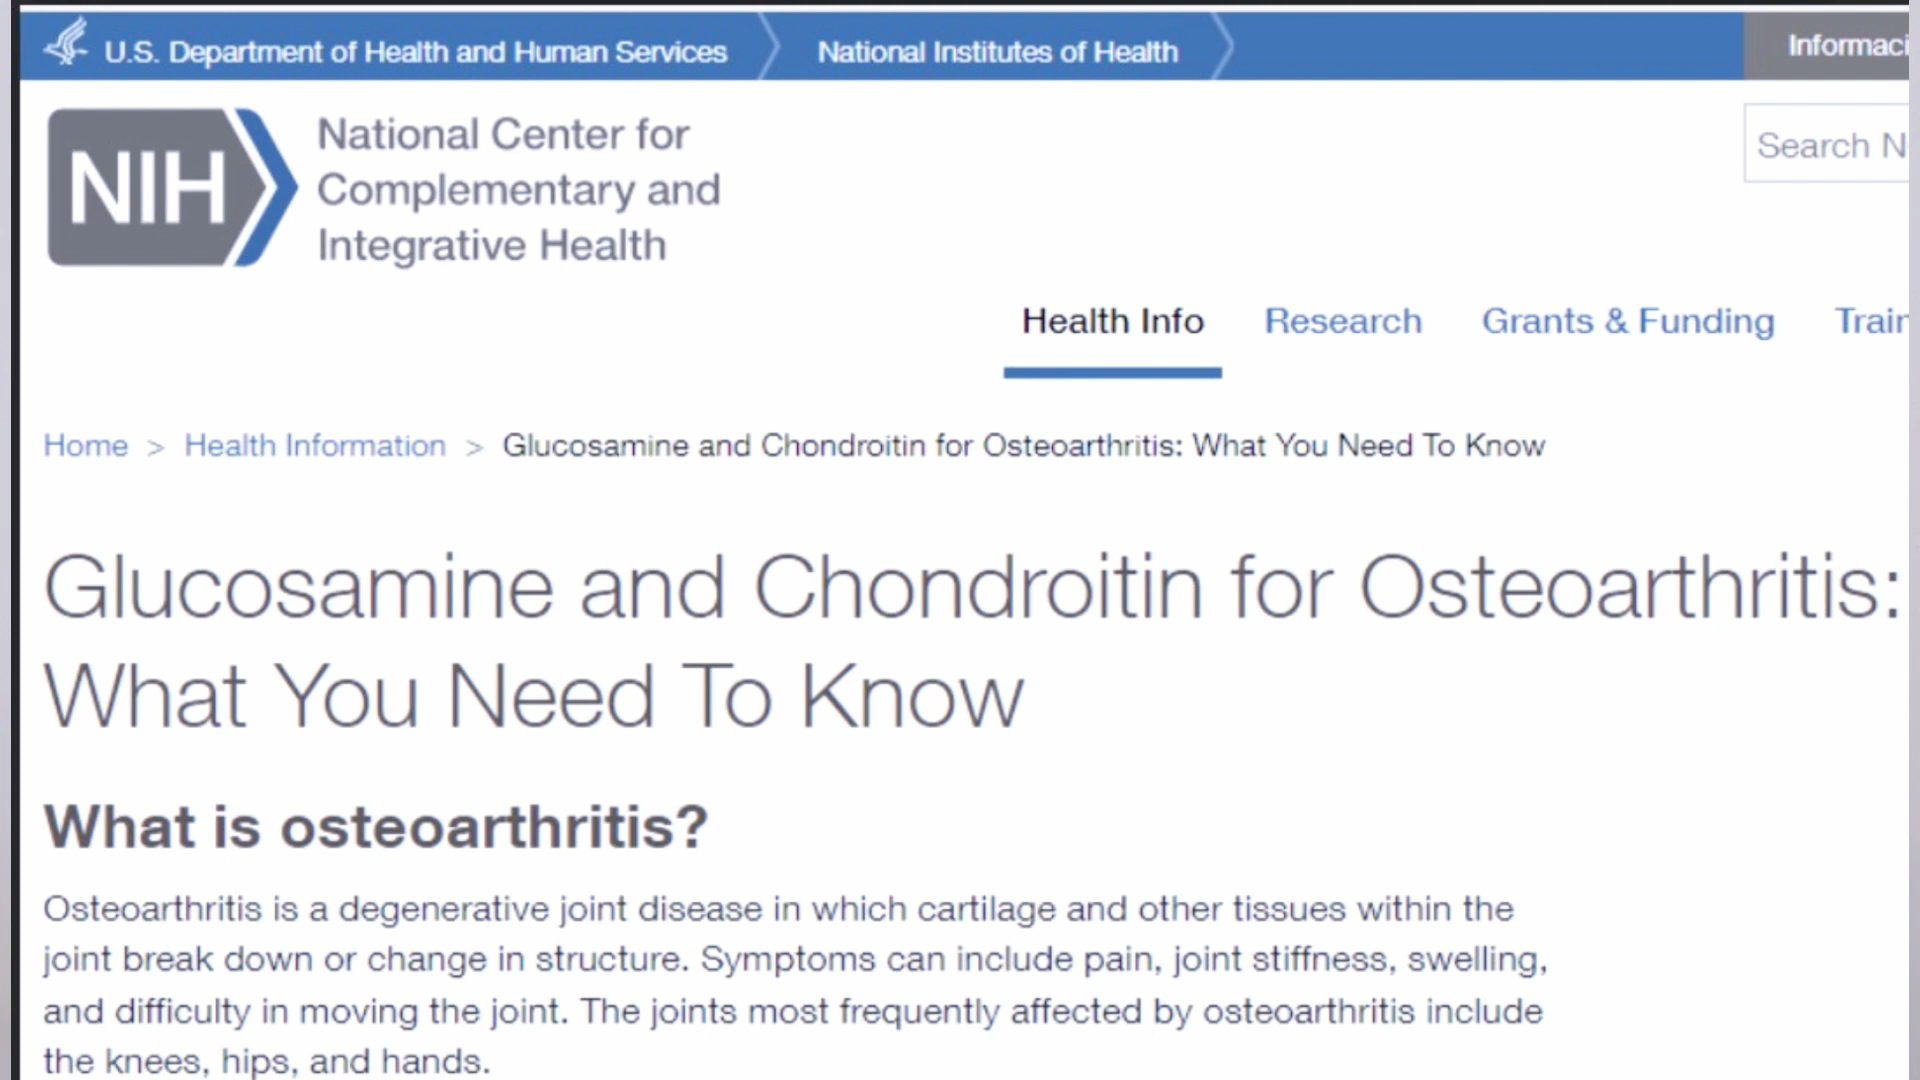 U.S. Department of Health and Human Services
National Institutes of Health
Informaci
NIH
National Center for
Complementary and
Integrative Health
Search N
Health Info
Research
Grants & Funding
Train
Home > Health Information > Glucosamine and Chondroitin for Osteoarthritis: What You Need To Know
Glucosamine and Chondroitin for Osteoarthritis:
What You Need To Know
What is osteoarthritis?
Osteoarthritis is a degenerative joint disease in which cartilage and other tissues within the
joint break down or change in structure. Symptoms can include pain, joint stiffness, swelling,
and difficulty in moving the joint. The joints most frequently affected by osteoarthritis include
the knees, hips, and hands.